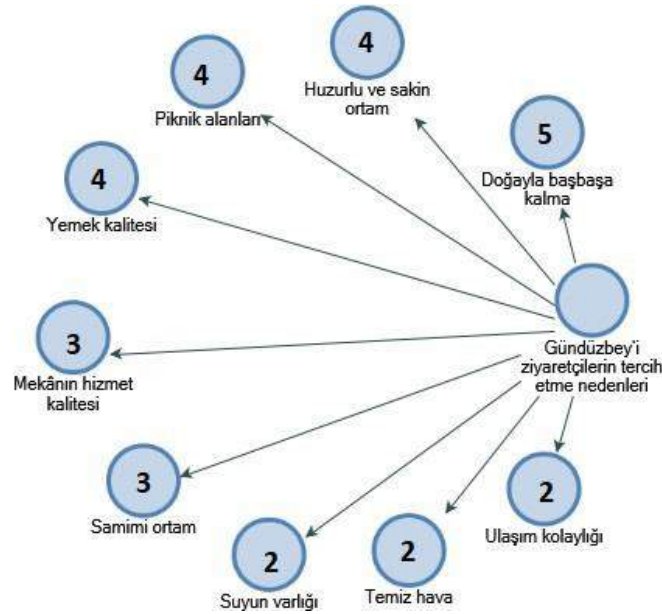 4
Huzurlu ve sakin
ortam
4
Piknik alanları
5
Doğayla başbaşa
kalma
4
Yemek kalitesi
Gündüzbey'i
ziyaretçilerin tercih
etme nedenleri
3
Mekânın hizmet
kalitesi
3
Samimi ortam
2
Ulaşım kolaylığı
2
Suyun varlığı
2
Temiz hava